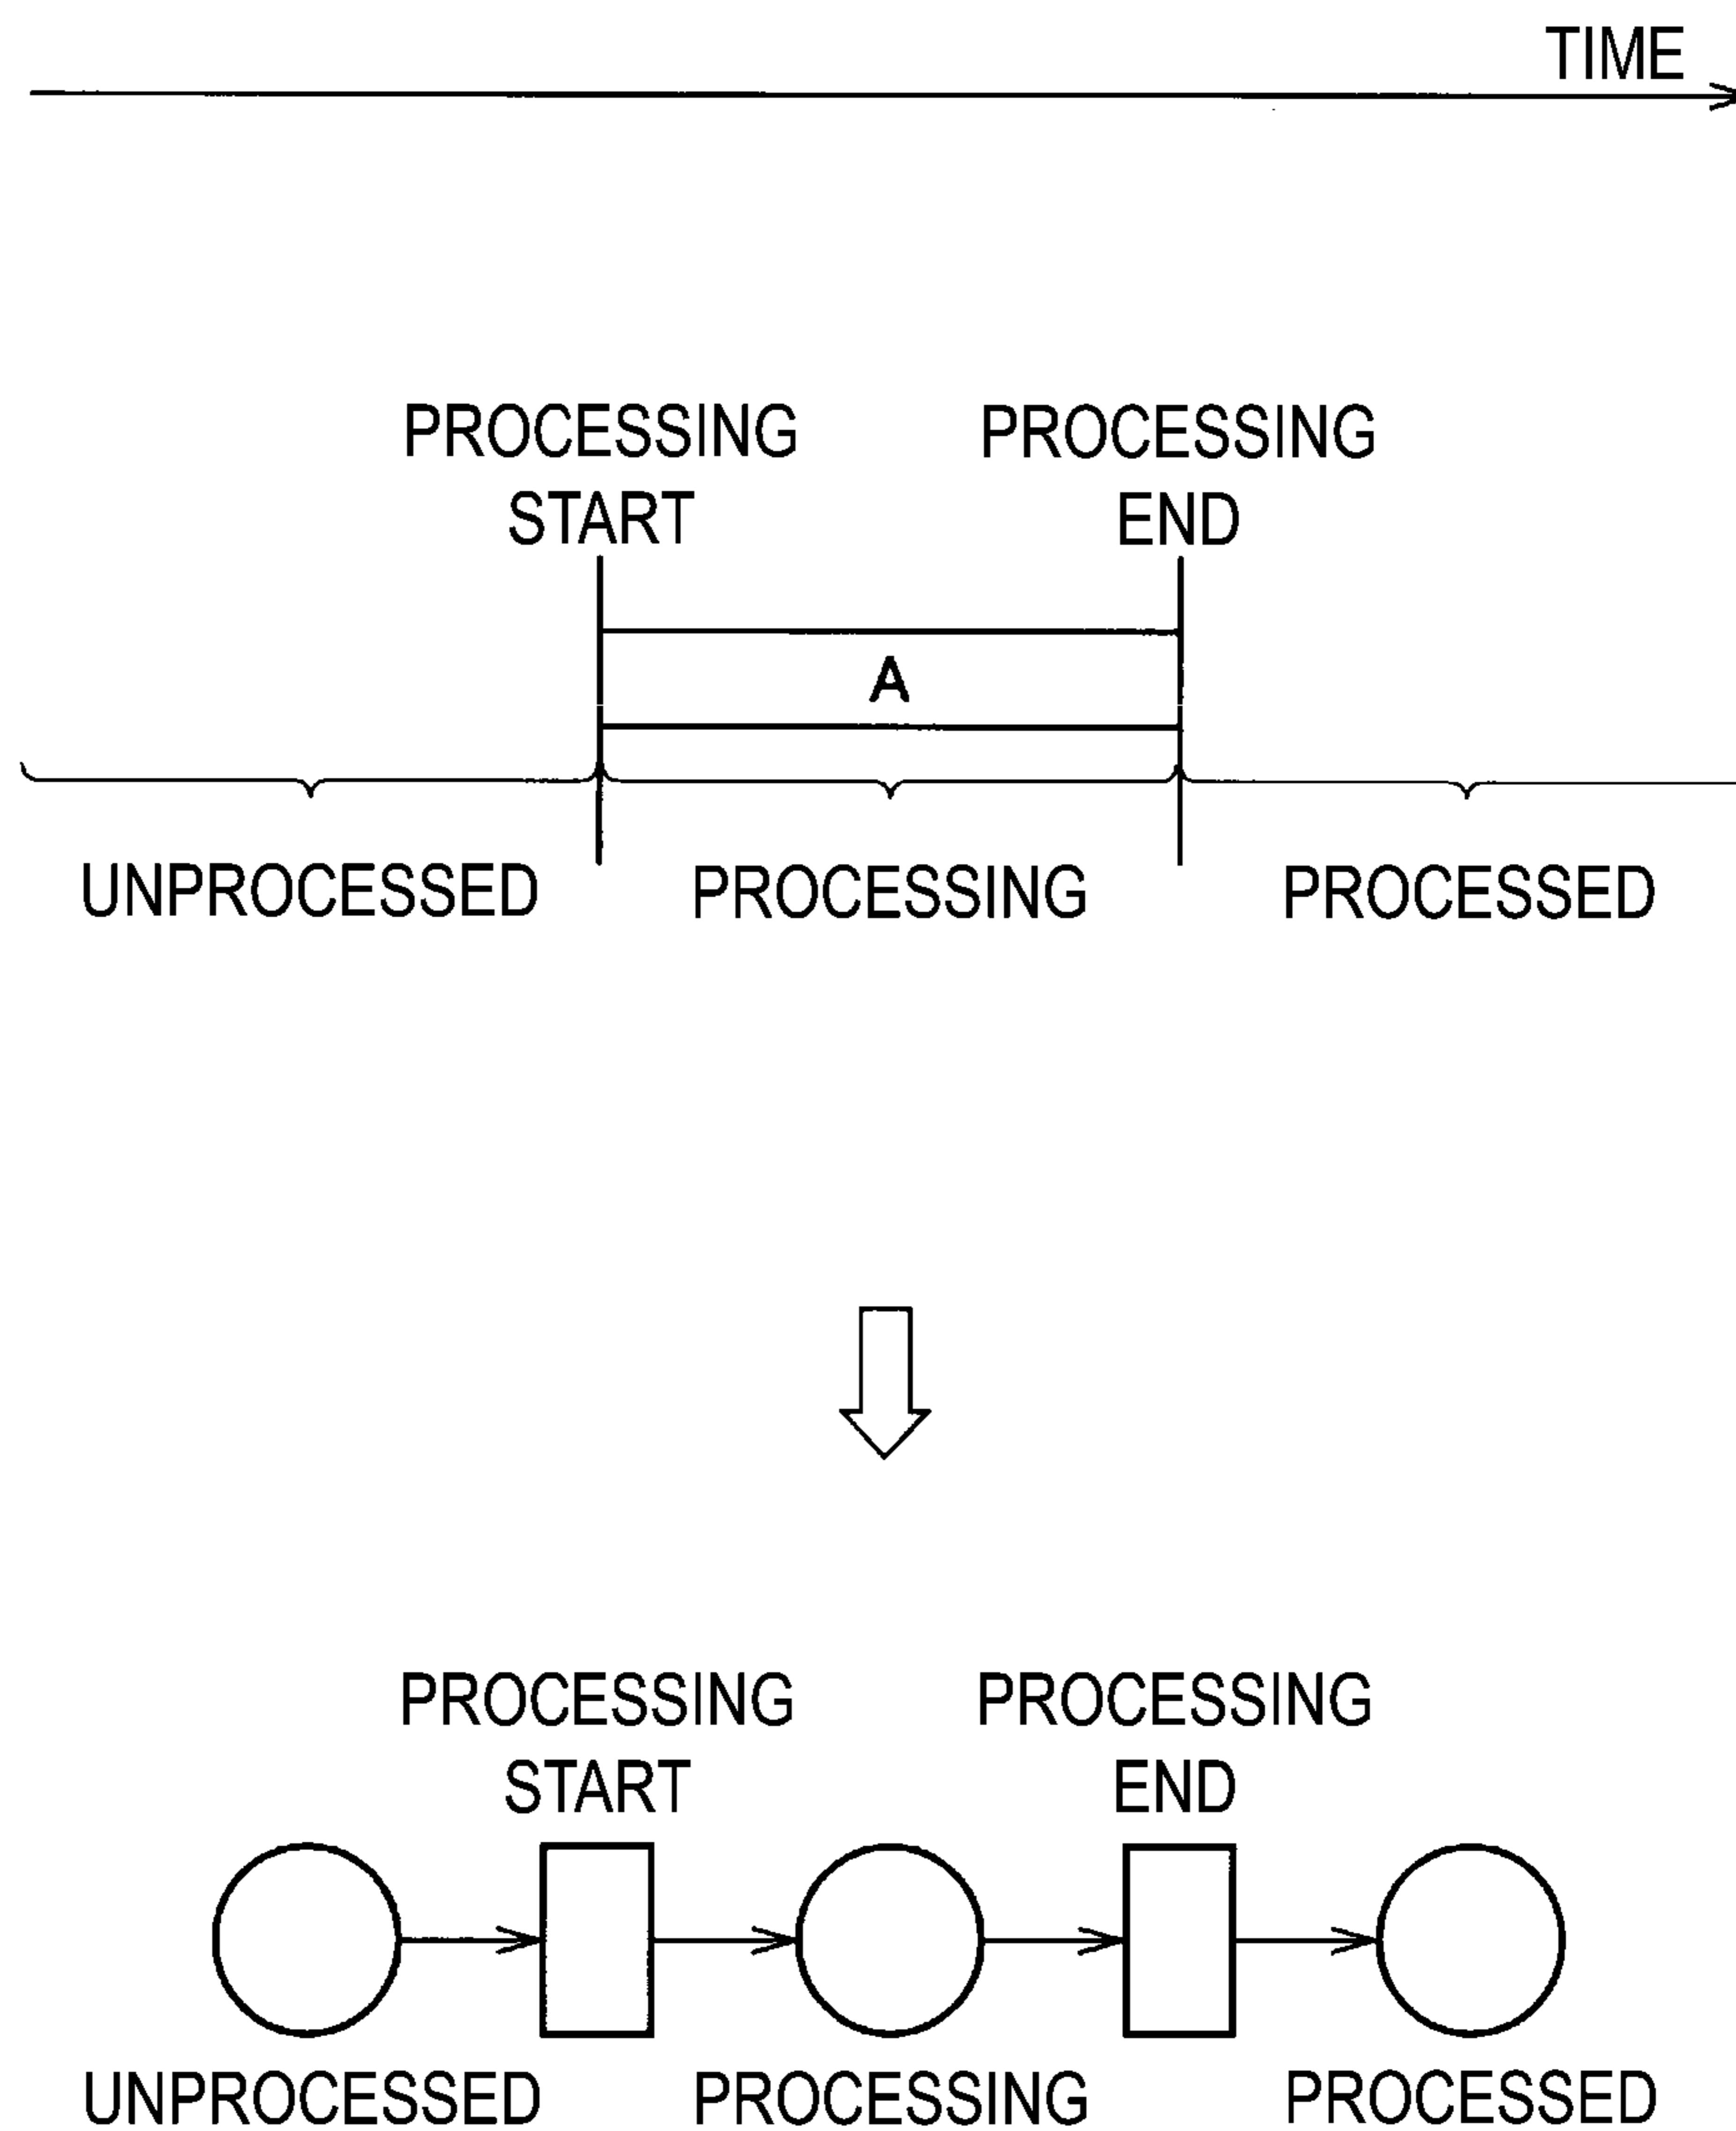 TIME
PROCESSING PROCESSING
START END
A
UNPROCESSED PROCESSING PROCESSED
PROCESSING PROCESSING
START END
UNPROCESSED PROCESSING PROCESSED